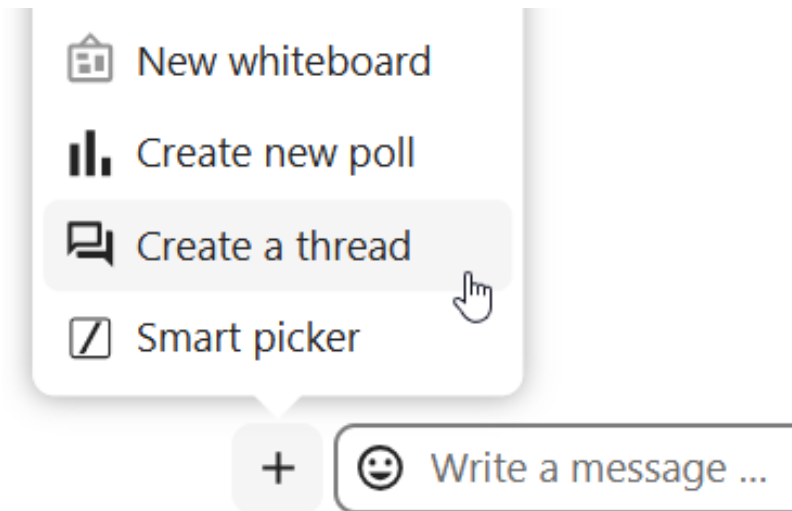 New whiteboard
Create new poll
Create a thread
Smart picker
Write a message ...